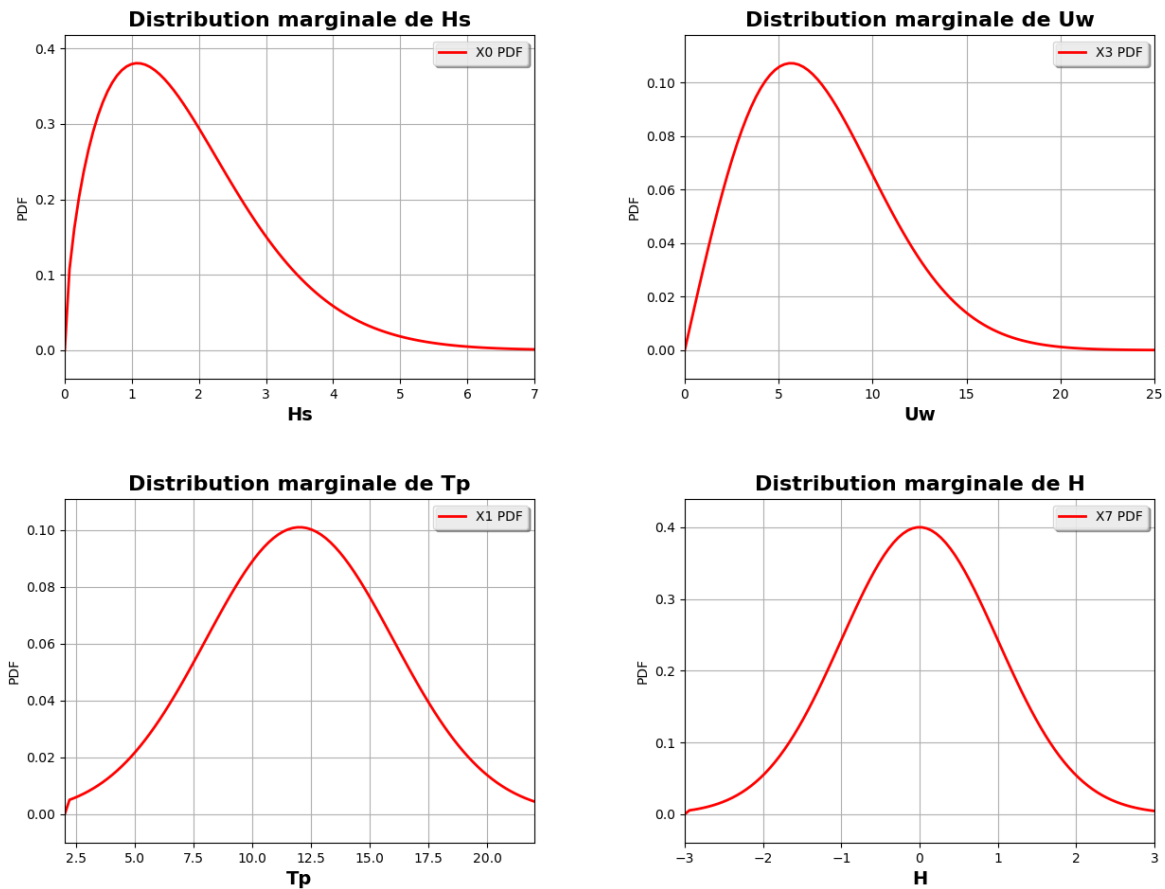 Distribution marginale de Hs
X0 PDF
PDF
0.4
0.3
0.2
0.1
0.0
0 1 2 3 4 5 6 7
Hs
Distribution marginale de Uw
X3 PDF
PDF
0.10
0.08
0.06
0.04
0.02
0.00
0 5 10 15 20 25
Uw
Distribution marginale de Tp
X1 PDF
PDF
0.10
0.08
0.06
0.04
0.02
0.00
2.5 5.0 7.5 10.0 12.5 15.0 17.5 20.0
Tp
Distribution marginale de H
X7 PDF
PDF
0.4
0.3
0.2
0.1
0.0
−3 −2 −1 0 1 2 3
H